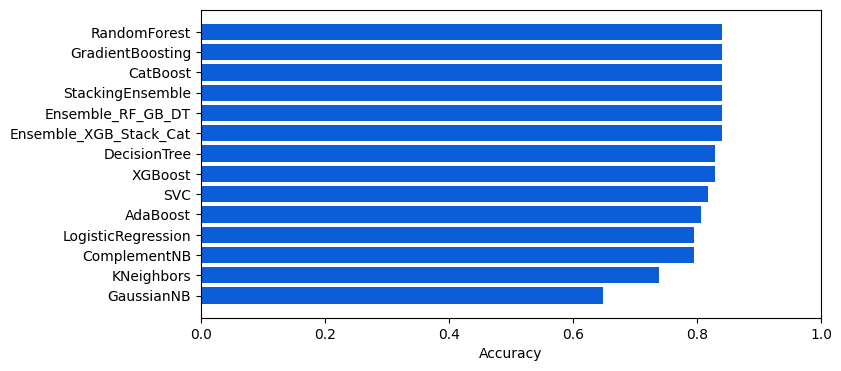 RandomForest
GradientBoosting
CatBoost
StackingEnsemble
Ensemble_RF_GB_DT
Ensemble_XGB_Stack_Cat
DecisionTree
XGBoost
SVC
AdaBoost
LogisticRegression
ComplementNB
KNeighbors
GaussianNB
0.0 0.2 0.4 0.6 0.8 1.0
Accuracy